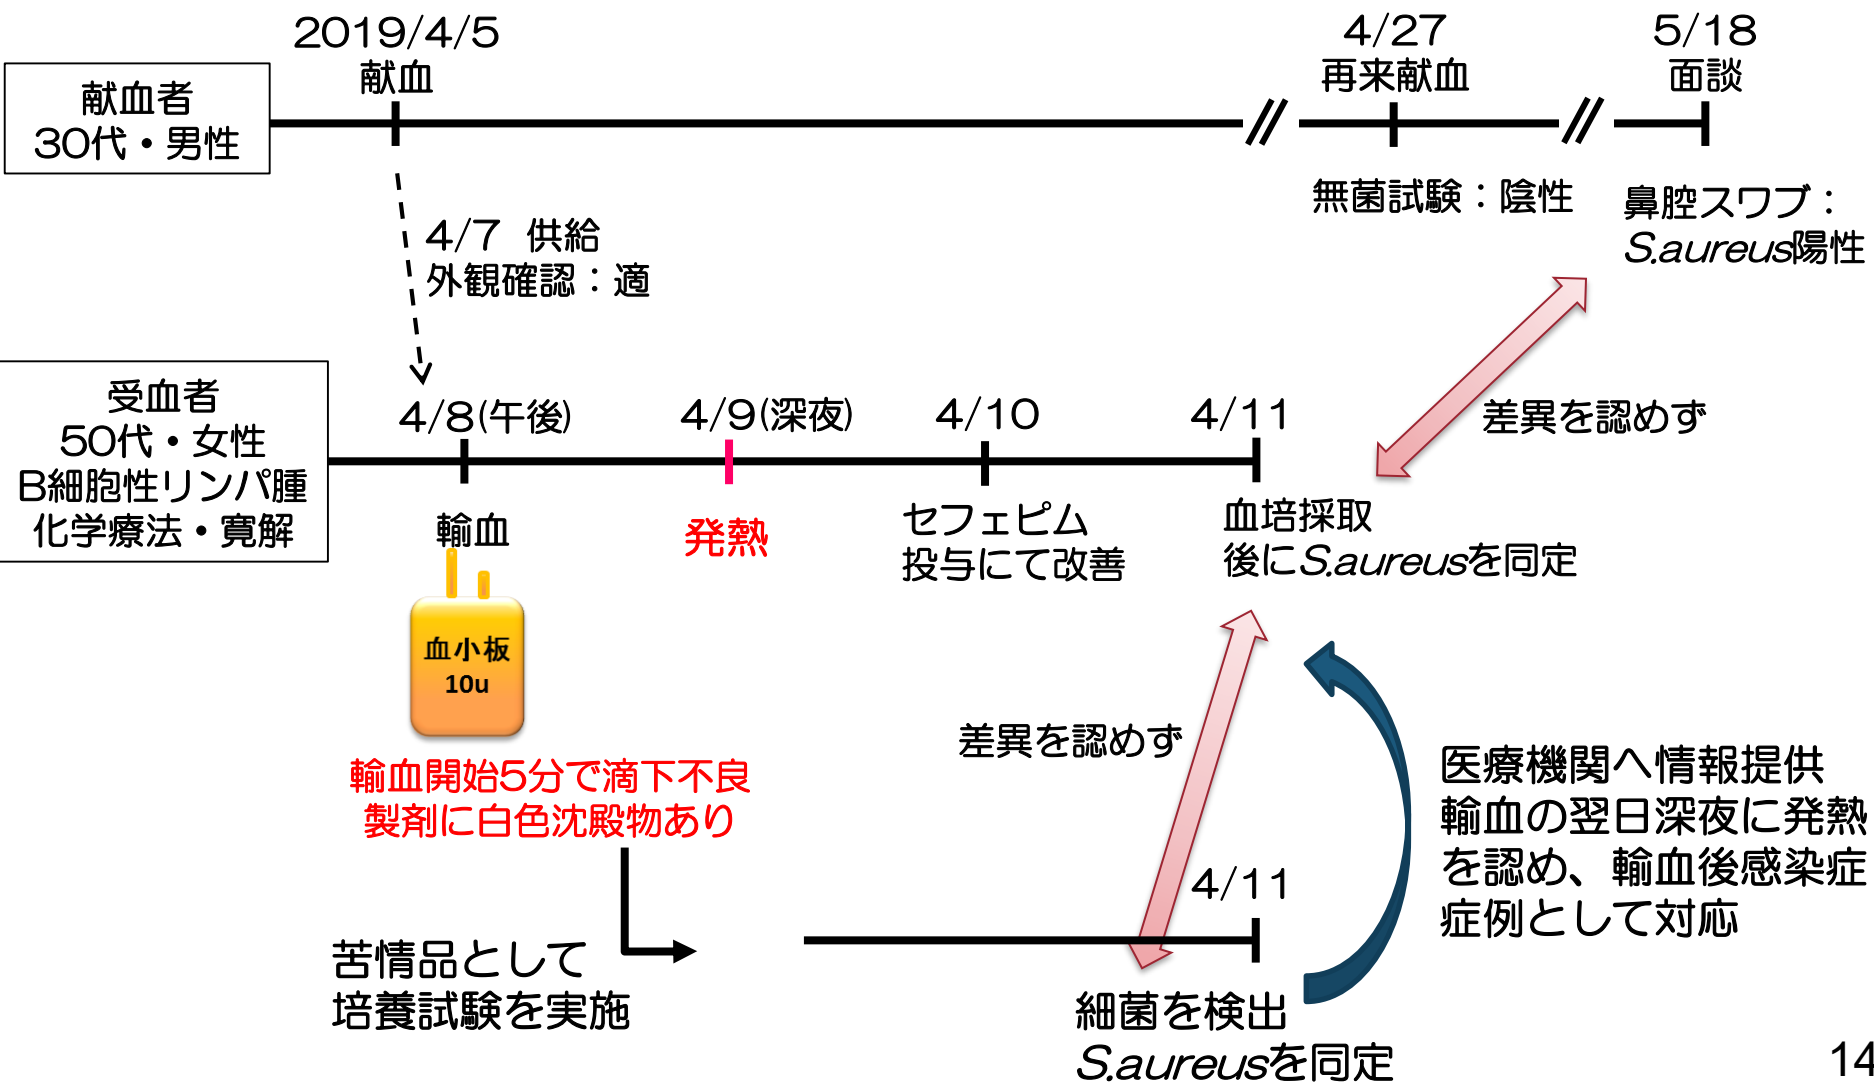 2019/4/5
献血
4/27
再来献血
5/18
面談
献血者
30代・男性
無菌試験：陰性
鼻腔スワブ：
S.aureus陽性
4/7 供給
外観確認：適
受血者
50代・女性
B細胞性リンパ腫
化学療法・寛解
4/8(午後)
4/9(深夜)
4/10
4/11
差異を認めず
輸血
発熱
セフェピム
投与にて改善
血培採取
後にS.aureusを同定
血小板
10u
輸血開始5分で滴下不良
製剤に白色沈殿物あり
差異を認めず
医療機関へ情報提供
輸血の翌日深夜に発熱
を認め、輸血後感染症
症例として対応
4/11
苦情品として
培養試験を実施
細菌を検出
S.aureusを同定
14